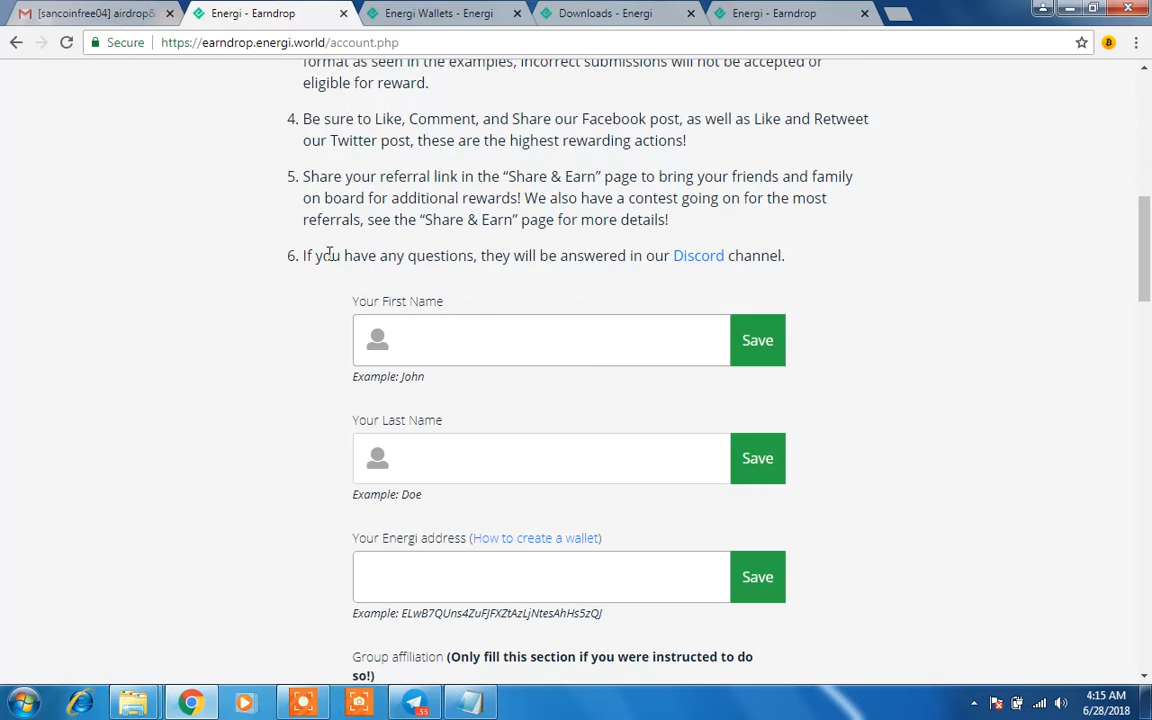 [sancoinfree04] airdrop&
Energi - Earndrop
Energi Wallets - Energi
Downloads - Energi
Energi - Earndrop
Secure
https://earndrop.energi.world/account.php
format as seen in the examples, incorrect submissions will not be accepted or
eligible for reward.
4. Be sure to Like, Comment, and Share our Facebook post, as well as Like and Retweet
our Twitter post, these are the highest rewarding actions!
5. Share your referral link in the “Share & Earn” page to bring your friends and family
on board for additional rewards! We also have a contest going on for the most
referrals, see the “Share & Earn” page for more details!
6. If you have any questions, they will be answered in our Discord channel.
Your First Name
Save
Example: John
Your Last Name
Save
Example: Doe
Your Energi address (How to create a wallet)
Save
Example: ELwB7QUns4ZuFJFXZtAzLjNtesAhHs5zQJ
Group affiliation (Only fill this section if you were instructed to do
so!)
55
4:15 AM
6/28/2018